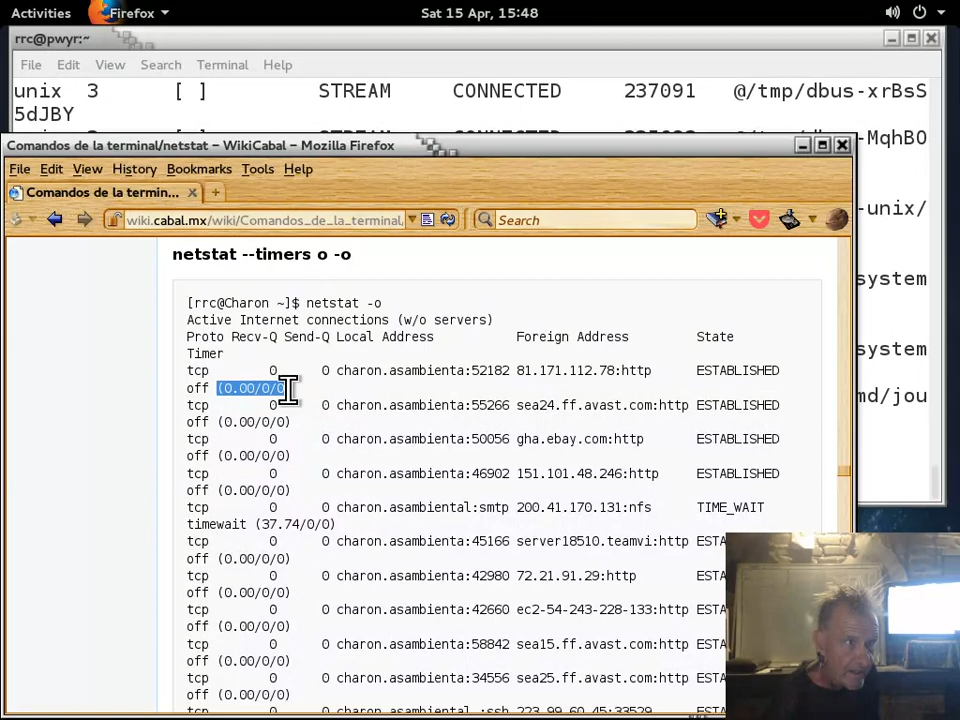 Activities Firefox Sat 15 Apr, 15:48
rrc@pwyr:~
File Edit View Search Terminal Help
unix 3 [ ] STREAM CONNECTED 237091 @/tmp/dbus-xrBsS
5dJBY
Comandos de la terminal/netstat – WikiCabal – Mozilla Firefox
File Edit View History Bookmarks Tools Help
Comandos de la termin...
wiki.cabal.mx/wiki/Comandos_de_la_terminal, Search
-unix/
system
system
md/jou
netstat --timers o -o
[rrc@Charon ~]$ netstat -o
Active Internet connections (w/o servers)
Proto Recv-Q Send-Q Local Address Foreign Address State
Timer
tcp 0 0 charon.asambienta:52182 81.171.112.78:http ESTABLISHED
off (0.00/0/0
tcp 0 0 charon.asambienta:55266 sea24.ff.avast.com:http ESTABLISHED
off (0.00/0/0)
tcp 0 0 charon.asambienta:50056 gha.ebay.com:http ESTABLISHED
off (0.00/0/0)
tcp 0 0 charon.asambienta:46902 151.101.48.246:http ESTABLISHED
off (0.00/0/0)
tcp 0 0 charon.asambiental:smtp 200.41.170.131:nfs TIME_WAIT
timewait (37.74/0/0)
tcp 0 0 charon.asambienta:45166 server18510.teamvi:http ESTA
off (0.00/0/0)
tcp 0 0 charon.asambienta:42980 72.21.91.29:http ESTA
off (0.00/0/0)
tcp 0 0 charon.asambienta:42660 ec2-54-243-228-133:http ESTA
off (0.00/0/0)
tcp 0 0 charon.asambienta:58842 sea15.ff.avast.com:http ESTA
off (0.00/0/0)
tcp 0 0 charon.asambienta:34556 sea25.ff.avast.com:http ESTA
off (0.00/0/0)